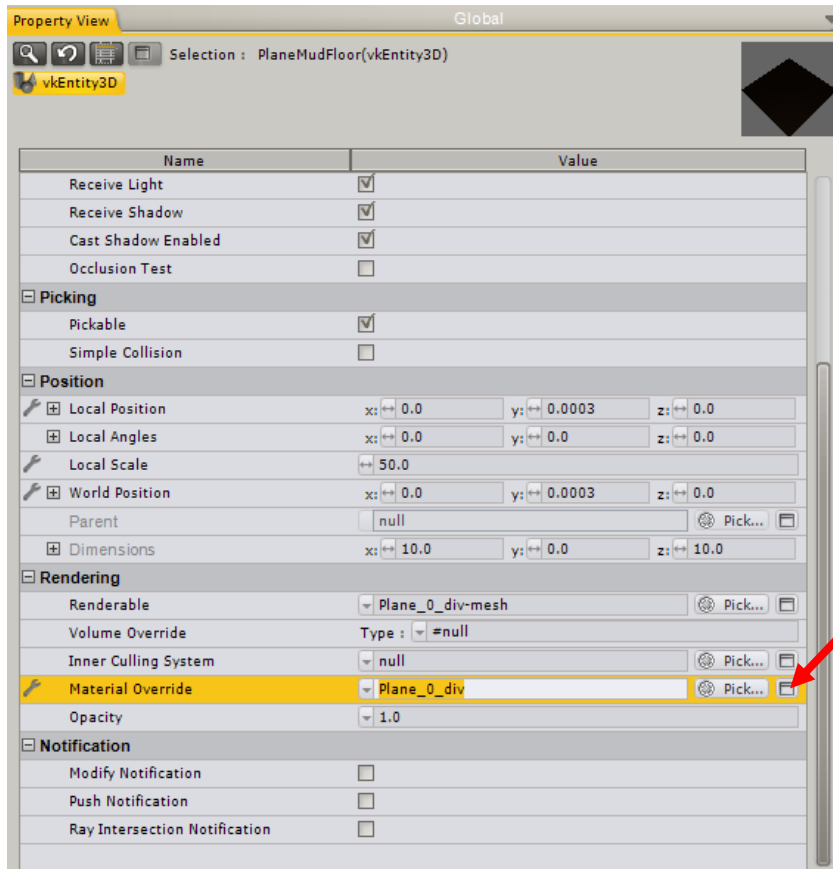 Property View
Global
Selection : PlaneMudFloor(vkEntity3D)
vkEntity3D
Name Value
Receive Light
Receive Shadow
Cast Shadow Enabled
Occlusion Test
Picking
Pickable
Simple Collision
Position
Local Position x: 0.0 y: 0.0003 z: 0.0
Local Angles x: 0.0 y: 0.0 z: 0.0
Local Scale 50.0
World Position x: 0.0 y: 0.0003 z: 0.0
Parent null Pick...
Dimensions x: 10.0 y: 0.0 z: 10.0
Rendering
Renderable Plane_0_div-mesh Pick...
Volume Override Type : #null
Inner Culling System null Pick...
Material Override Plane_0_div Pick...
Opacity 1.0
Notification
Modify Notification
Push Notification
Ray Intersection Notification